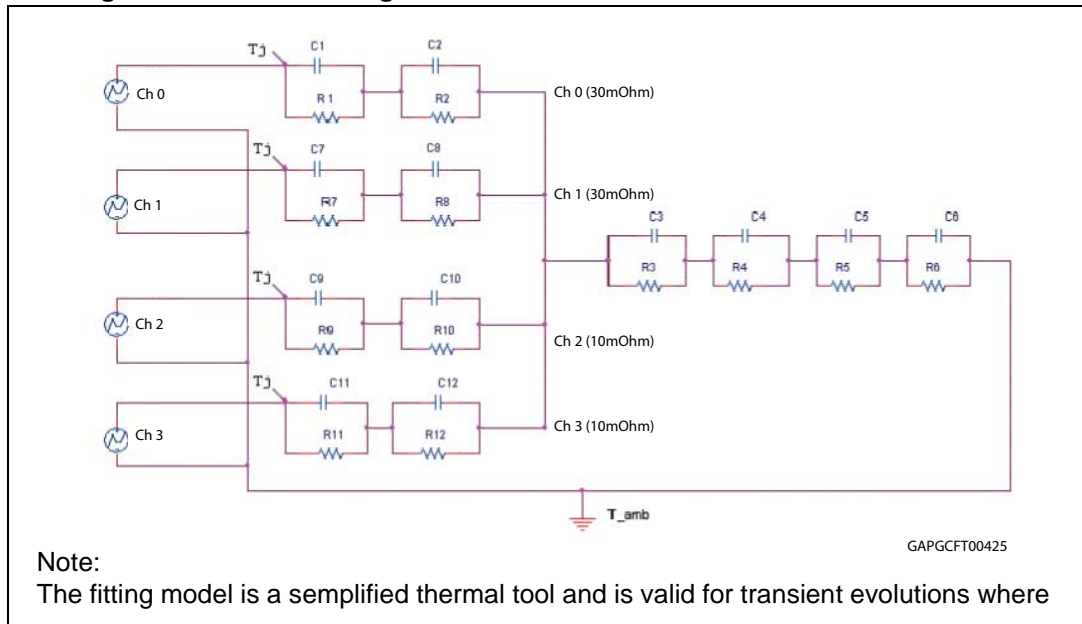 Tj
C1
C2
Ch 0
R1
R2
Ch 0 (30mOhm)
Tj
C7
C8
Ch 1
R7
R8
Ch 1 (30mOhm)
C3
C4
C5
C6
R3
R4
R5
R6
Tj
C9
C10
Ch 2
R9
R10
Ch 2 (10mOhm)
Tj
C11
C12
Ch 3
R11
R12
Ch 3 (10mOhm)
T_amb
GAPGCFT00425
Note:
The fitting model is a semplified thermal tool and is valid for transient evolutions where